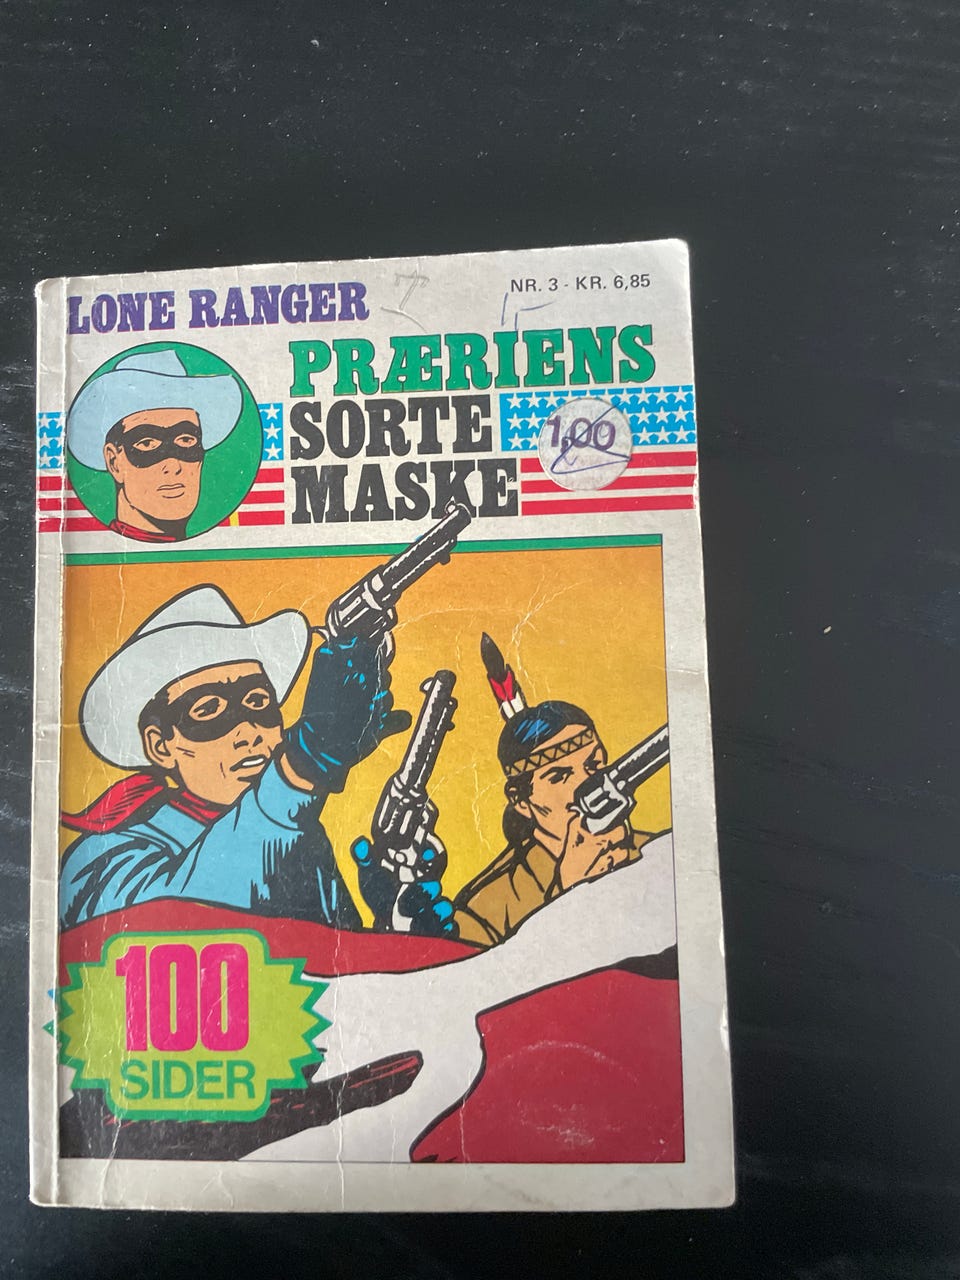 LONE RANGER
NR. 3 - KR. 6,85
PRÆRIENS
SORTE
MASKE
1,00
100
SIDER